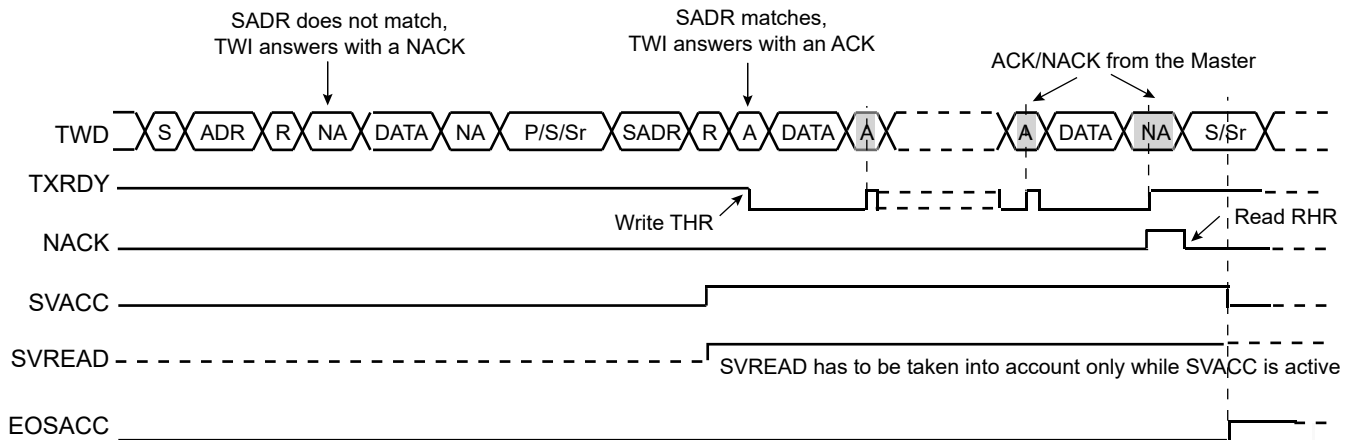 SADR does not match,
TWI answers with a NACK
SADR matches,
TWI answers with an ACK
ACK/NACK from the Master
TWD S ADR R NA DATA NA P/S/Sr SADR R A DATA A A DATA NA S/Sr
TXRDY
Write THR
Read RHR
NACK
SVACC
SVREAD
SVREAD has to be taken into account only while SVACC is active
EOSACC